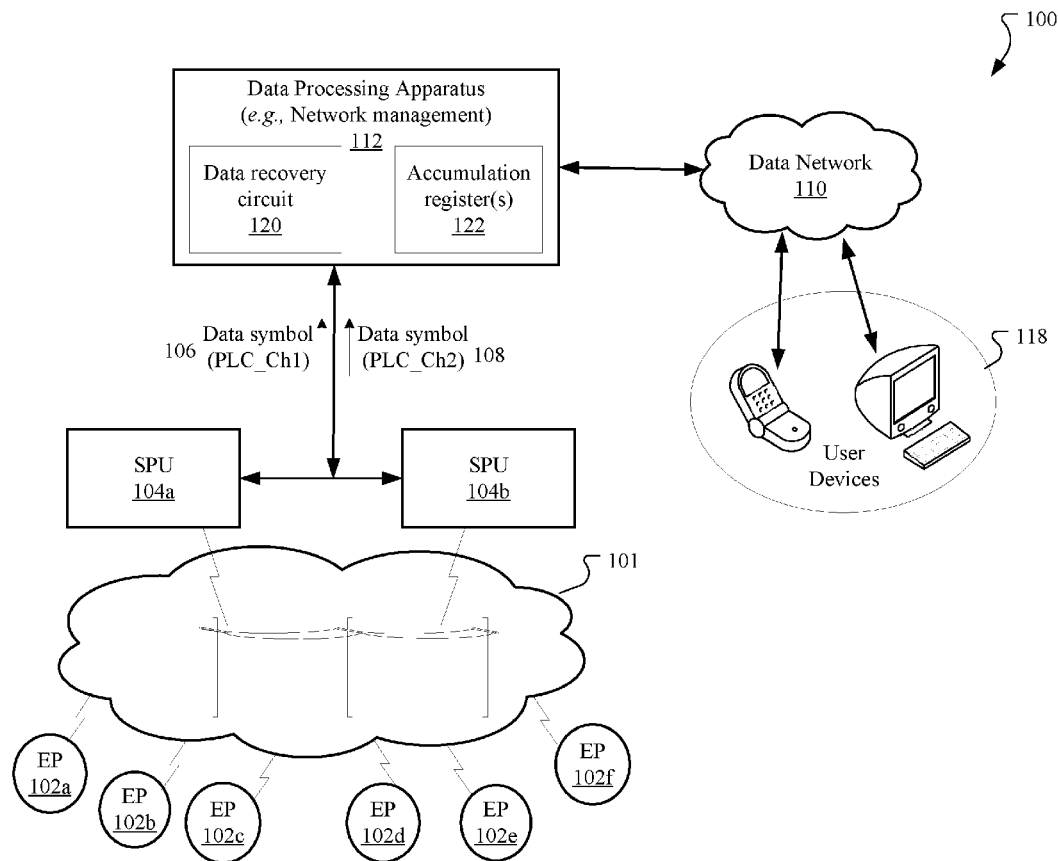 100
Data Processing Apparatus
(e.g., Network management)
112
Data recovery
circuit
120
Accumulation
register(s)
122
Data Network
110
106
Data symbol
(PLC_Ch1)
Data symbol
(PLC_Ch2)
108
118
User
Devices
SPU
104a
SPU
104b
101
EP
102a
EP
102b
EP
102c
EP
102d
EP
102e
EP
102f